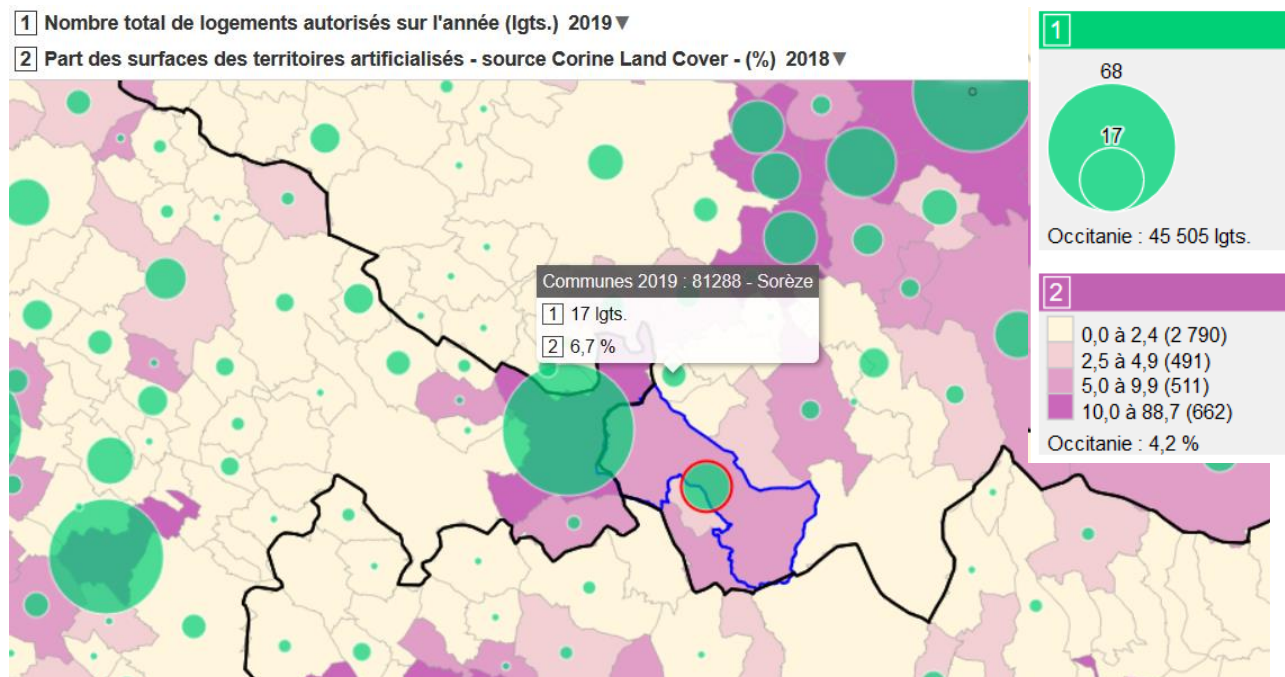 1 Nombre total de logements autorisés sur l'année (lgts.) 2019▼
2 Part des surfaces des territoires artificialisés - source Corine Land Cover - (%) 2018▼
1
68
17
Occitanie : 45 505 lgts.
2
0,0 à 2,4 (2 790)
2,5 à 4,9 (491)
5,0 à 9,9 (511)
10,0 à 88,7 (662)
Occitanie : 4,2 %
Communes 2019 : 81288 - Sorèze
1 17 lgts.
2 6,7 %